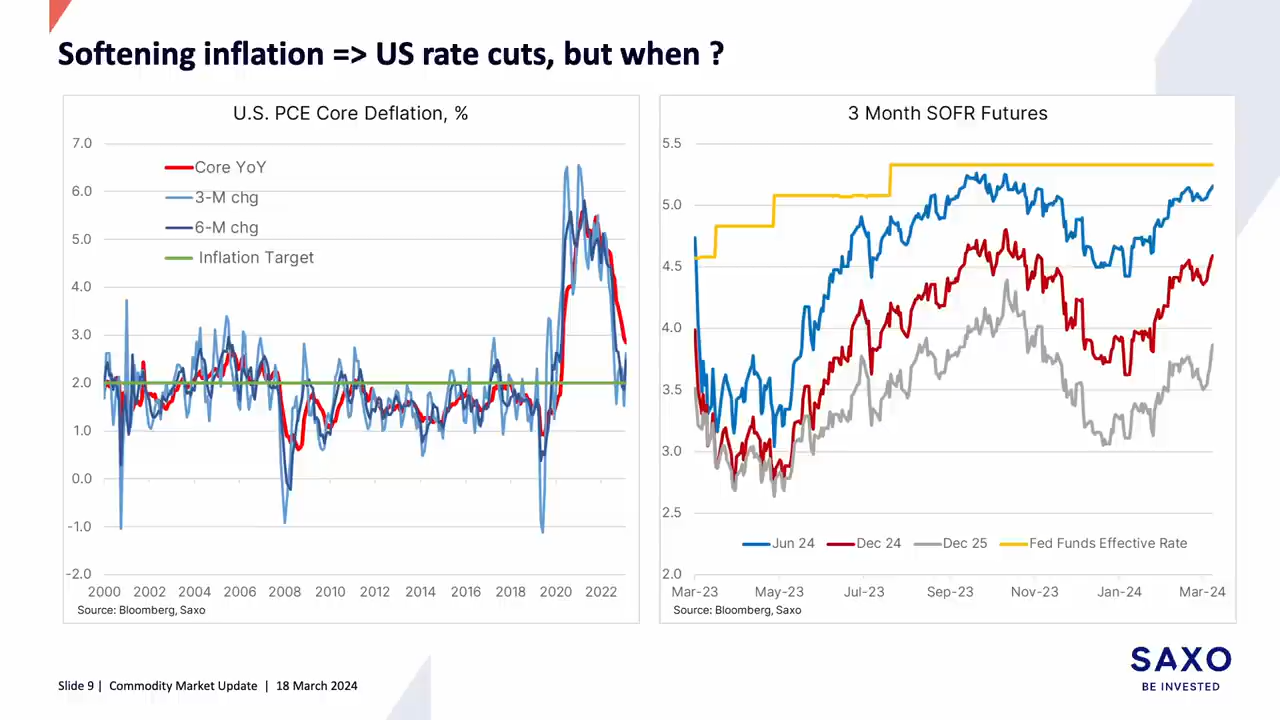 Softening inflation => US rate cuts, but when ?
U.S. PCE Core Deflation, %
7.0
6.0
5.0
4.0
3.0
2.0
1.0
0.0
-1.0
-2.0
Core YoY
3-M chg
6-M chg
Inflation Target
2000 2002 2004 2006 2008 2010 2012 2014 2016 2018 2020 2022
Source: Bloomberg, Saxo
3 Month SOFR Futures
5.5
5.0
4.5
4.0
3.5
3.0
2.5
2.0
Jun 24 Dec 24 Dec 25 Fed Funds Effective Rate
Mar-23 May-23 Jul-23 Sep-23 Nov-23 Jan-24 Mar-24
Source: Bloomberg, Saxo
SAXO
BE INVESTED
Slide 9 | Commodity Market Update | 18 March 2024